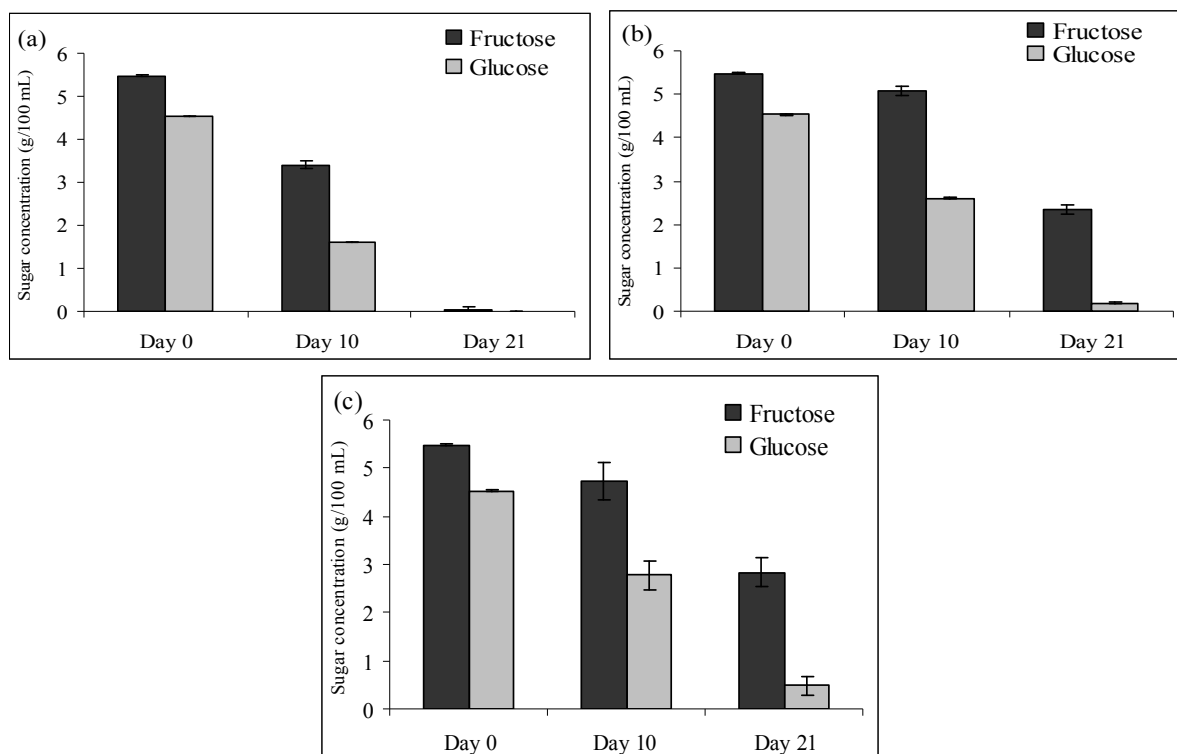 (a)
Fructose
Glucose
Sugar concentration (g/100 mL)
6
5
4
3
2
1
0
Day 0 Day 10 Day 21
(b)
Fructose
Glucose
Sugar concentration (g/100 mL)
6
5
4
3
2
1
0
Day 0 Day 10 Day 21
(c)
Fructose
Glucose
Sugar concentration (g/100 mL)
6
5
4
3
2
1
0
Day 0 Day 10 Day 21